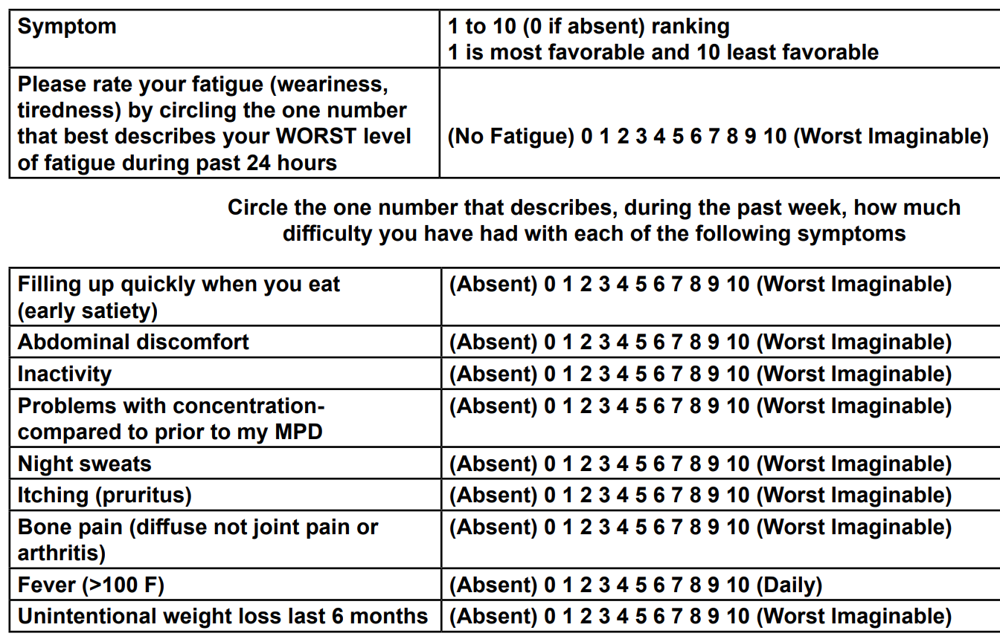 Symptom
1 to 10 (0 if absent) ranking
1 is most favorable and 10 least favorable
Please rate your fatigue (weariness,
tiredness) by circling the one number
that best describes your WORST level
of fatigue during past 24 hours
(No Fatigue) 0 1 2 3 4 5 6 7 8 9 10 (Worst Imaginable)
Circle the one number that describes, during the past week, how much
difficulty you have had with each of the following symptoms
Filling up quickly when you eat
(early satiety)
(Absent) 0 1 2 3 4 5 6 7 8 9 10 (Worst Imaginable)
Abdominal discomfort
(Absent) 0 1 2 3 4 5 6 7 8 9 10 (Worst Imaginable)
Inactivity
(Absent) 0 1 2 3 4 5 6 7 8 9 10 (Worst Imaginable)
Problems with concentration-
compared to prior to my MPD
(Absent) 0 1 2 3 4 5 6 7 8 9 10 (Worst Imaginable)
Night sweats
(Absent) 0 1 2 3 4 5 6 7 8 9 10 (Worst Imaginable)
Itching (pruritus)
(Absent) 0 1 2 3 4 5 6 7 8 9 10 (Worst Imaginable)
Bone pain (diffuse not joint pain or
arthritis)
(Absent) 0 1 2 3 4 5 6 7 8 9 10 (Worst Imaginable)
Fever (>100 F)
(Absent) 0 1 2 3 4 5 6 7 8 9 10 (Daily)
Unintentional weight loss last 6 months
(Absent) 0 1 2 3 4 5 6 7 8 9 10 (Worst Imaginable)